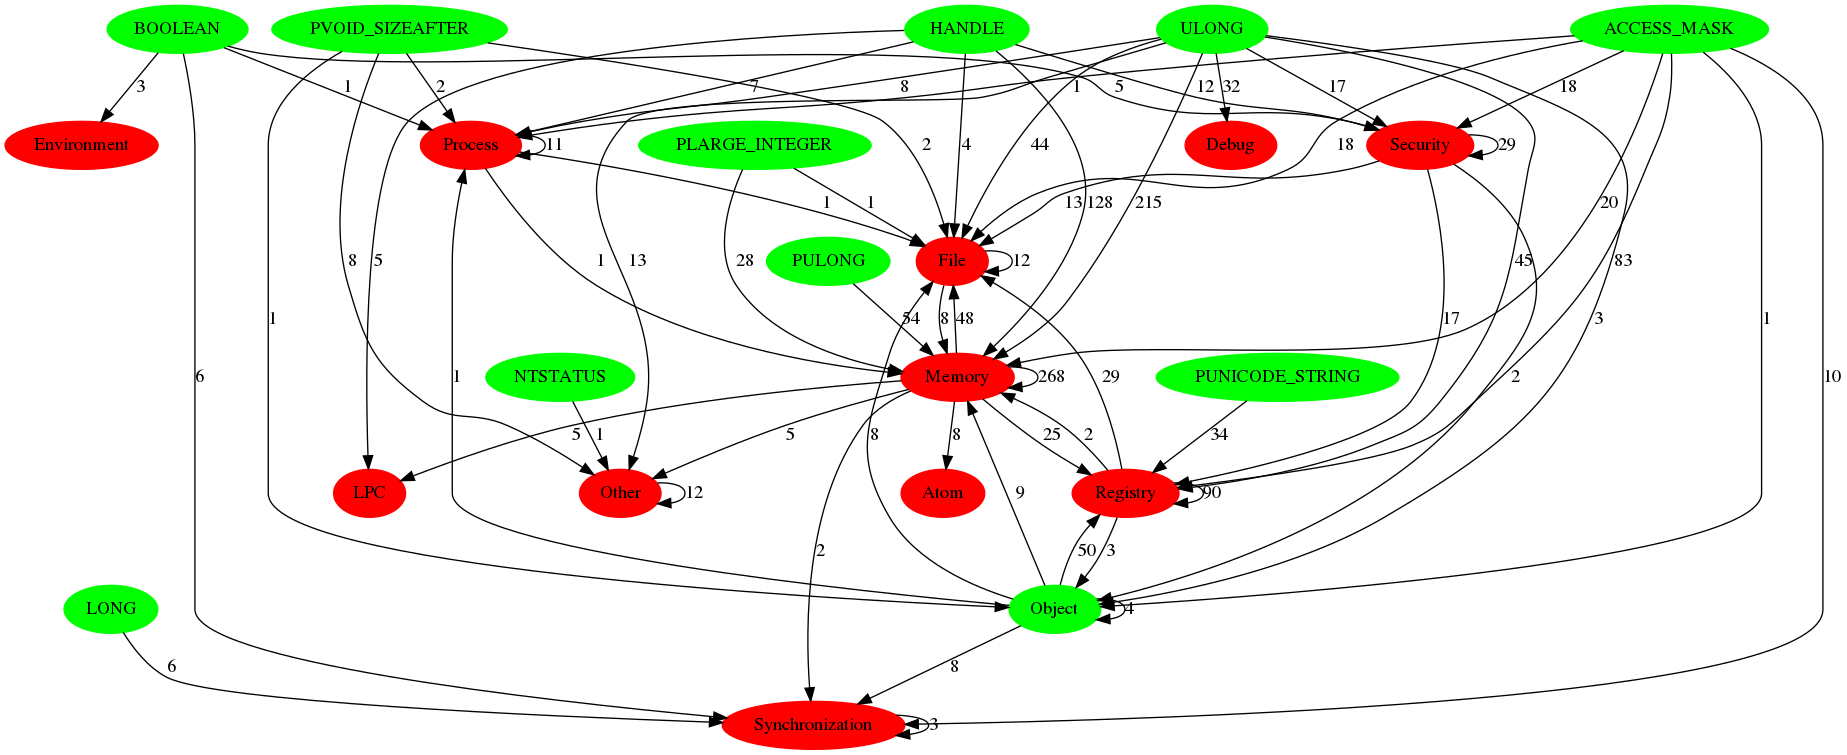 BOOLEAN PVOID_SIZEAFTER HANDLE ULONG ACCESS_MASK
3 1 2 7 8 1 5 12 32 17 18
Environment Process 11 PLARGE_INTEGER Debug Security 29
1 1 2 4 44 13 128 215 18 20
1 8 5 28 PULONG File 12 1 13 45 83
1 54 8 48 17 3 1
6 1 NTSTATUS Memory 268 29 PUNICODE_STRING 2 10
5 1 5 8 8 25 2 34
LPC Other 12 Atom 9 Registry 90
2 50 3
LONG Object 4
6 8
Synchronization 3